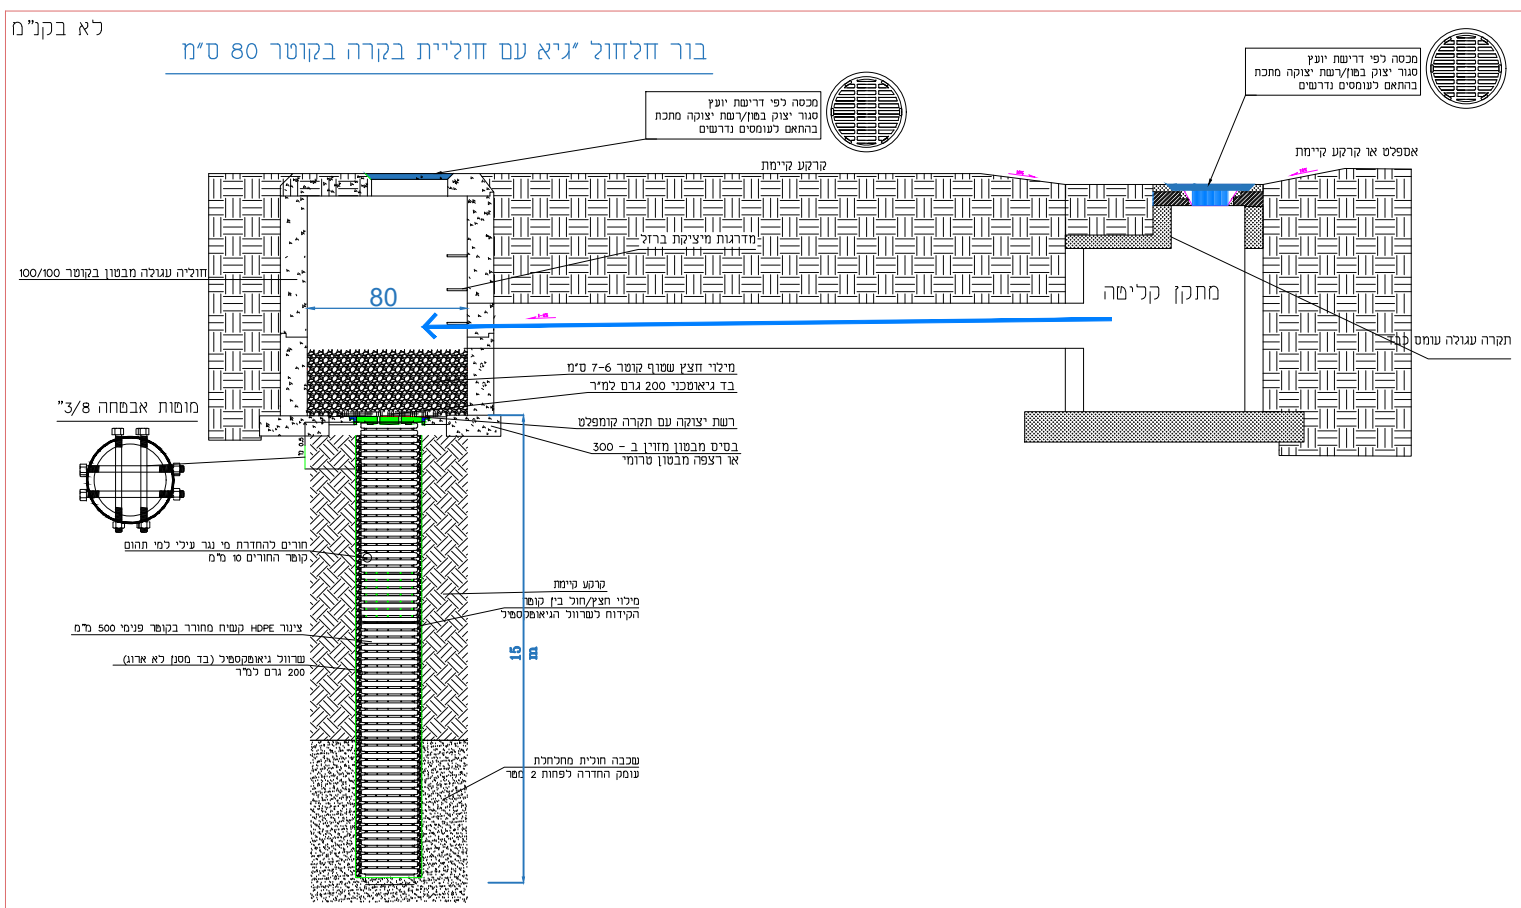 לא בקנ"מ
בור חלחול "גיא עם חוליית בקרה בקוטר 80 ס"מ
מכסה לפי דרישת יועץ
סגור יצוק בטון/רשת יצוקה מתכת
בהתאם לעומסים נדרשים
מכסה לפי דרישת יועץ
סגור יצוק בטון/רשת יצוקה מתכת
בהתאם לעומסים נדרשים
קרקע קיימת
אספלט או קרקע קיימת
מדרגות מיציקת ברזל
חוליה עגולה מבטון בקוטר 100/100
80
מתקן קליטה
תקרה עגולה עומס כבד
מילוי חצץ שטוף קוטר 7-6 ס"מ
בד גיאוטכני 200 גרם למ"ר
רשת יצוקה עם תקרה קומפלט
בסיס מבטון מזוין ב - 300
או רצפה מבטון טרומי
מוטות אבטחה 3/8"
חורים להחדרת מי נגר עילי למי תהום
קוטר החורים 10 מ"מ
קרקע קיימת
מילוי חצץ/חול בין קוטר
הקידוח לשרוול הגיאוטקסטיל
צינור HDPE קשיח מחורר בקוטר פנימי 500 מ"מ
שרוול גיאוטקסטיל (בד מסנן לא ארוג)
200 גרם למ"ר
15 m
שכבה חולית מחלחלת
עומק החדרה לפחות 2 מטר